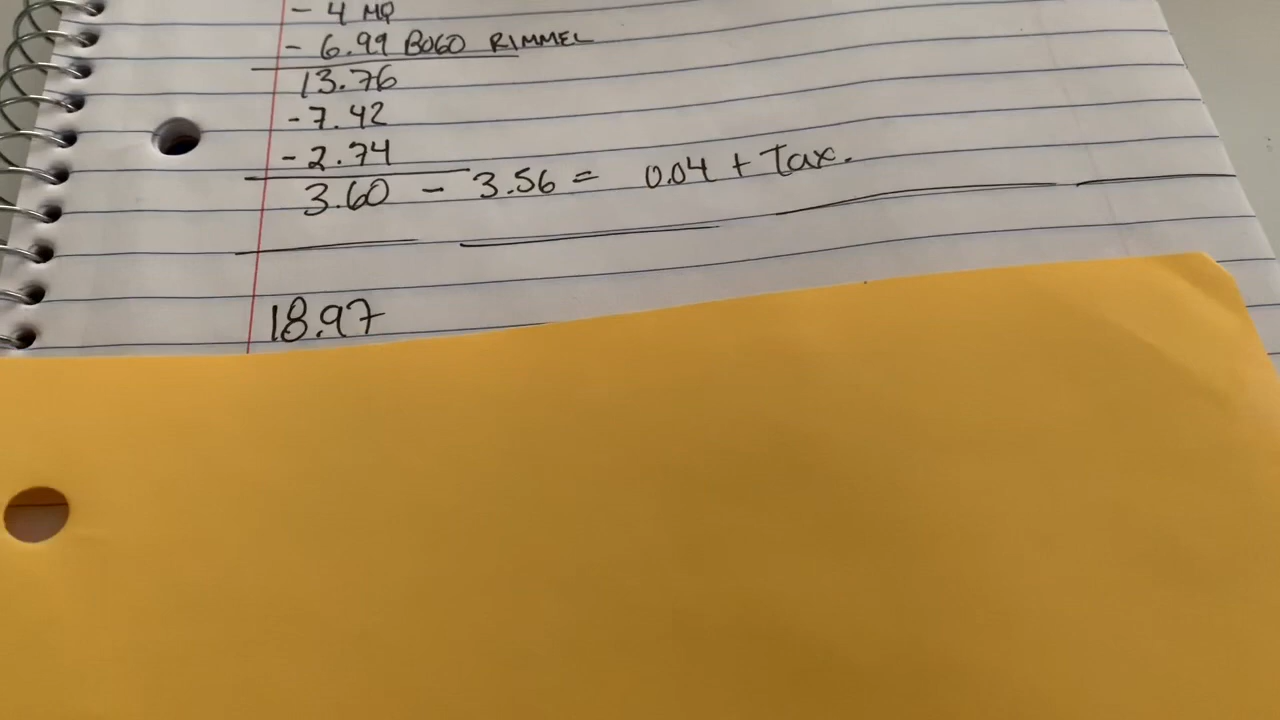 - 4 MQ
- 6.99 BOGO RIMMEL
13.76
- 7.42
- 2.74
3.60 - 3.56 = 0.04 + Tax.
18.97